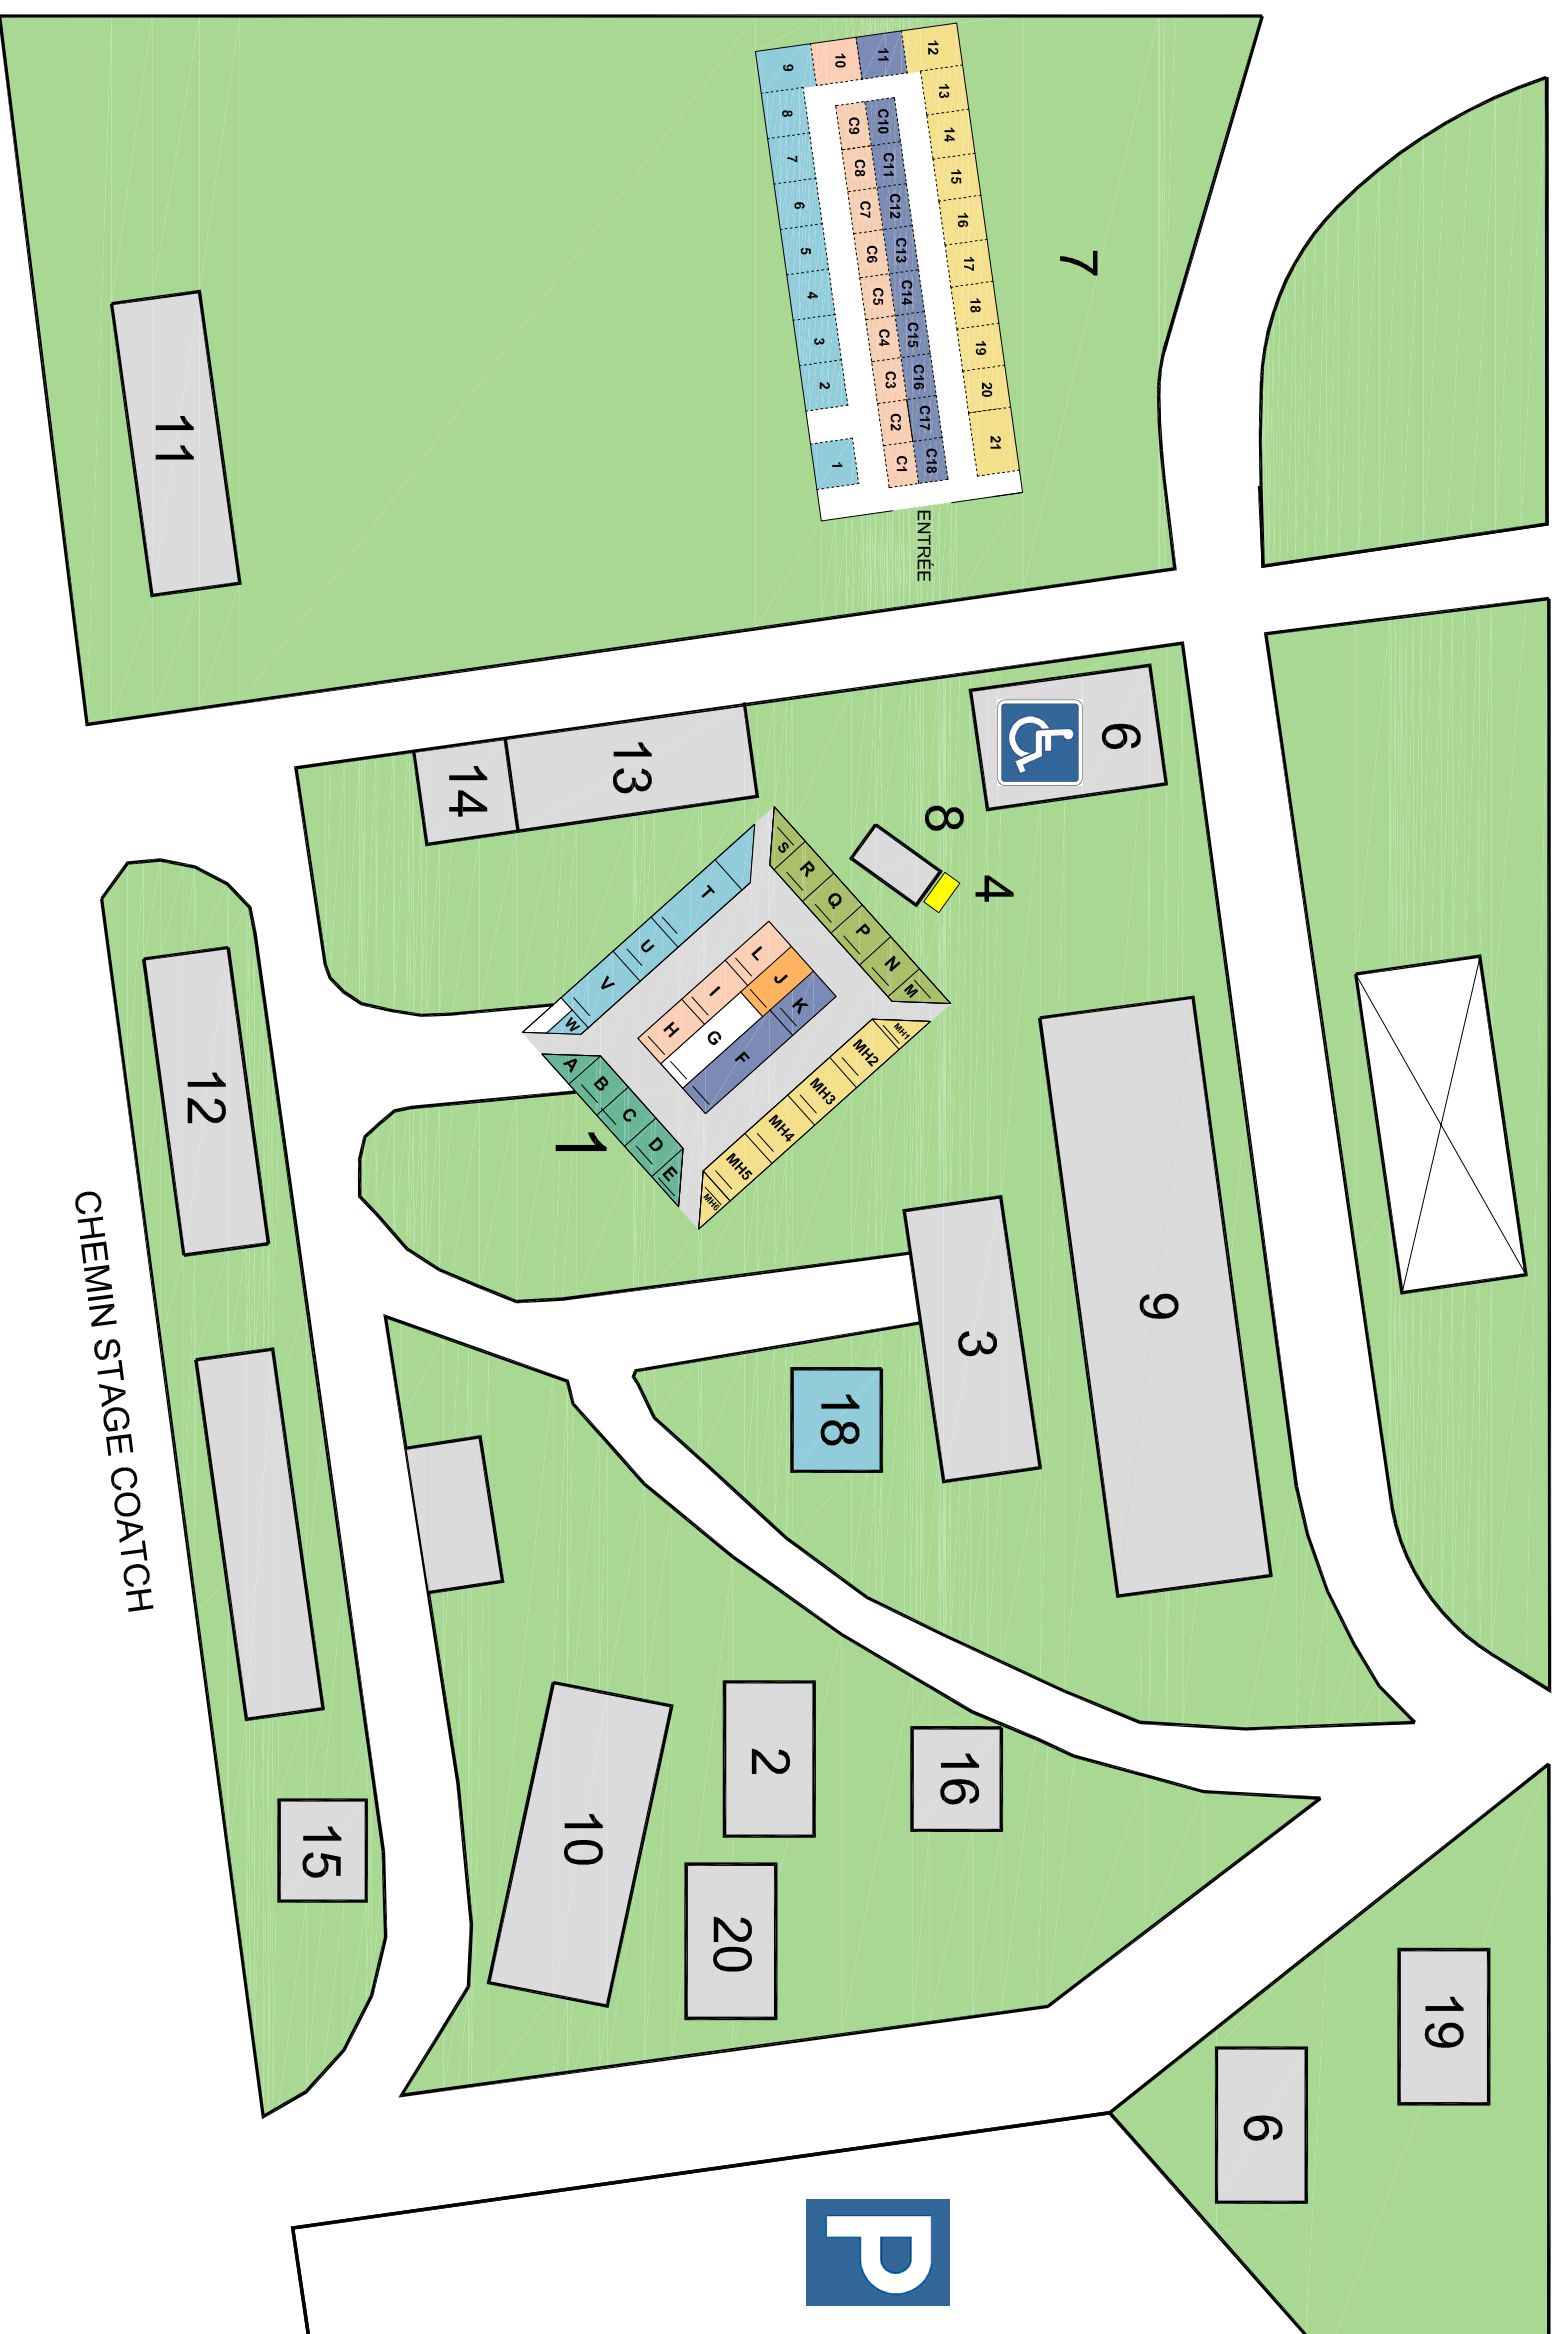 12
11
10
9
13
14
15
16
17
18
19
20
21
C10
C11
C12
C13
C14
C15
C16
C17
C18
C9
C8
C7
C6
C5
C4
C3
C2
C1
8
7
6
5
4
3
2
1
7
ENTRÉE
11
6
13
14
8
4
S
R
Q
P
N
M
T
U
V
W
L
J
K
I
H
G
F
A
B
C
D
E
MH1
MH2
MH3
MH4
MH5
MH6
1
9
3
18
12
CHEMIN STAGE COATCH
2
16
10
20
15
19
6
P